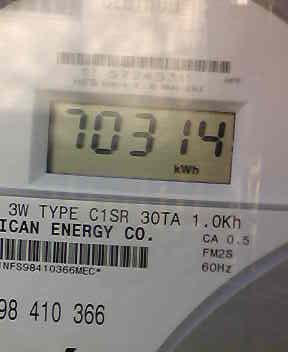 70314
kWh
3W TYPE C1SR 30TA 1.0Kh
ICAN ENERGY CO.
CA 0.5
FM2S
60Hz
NFS98410366MEC*
98 410 366